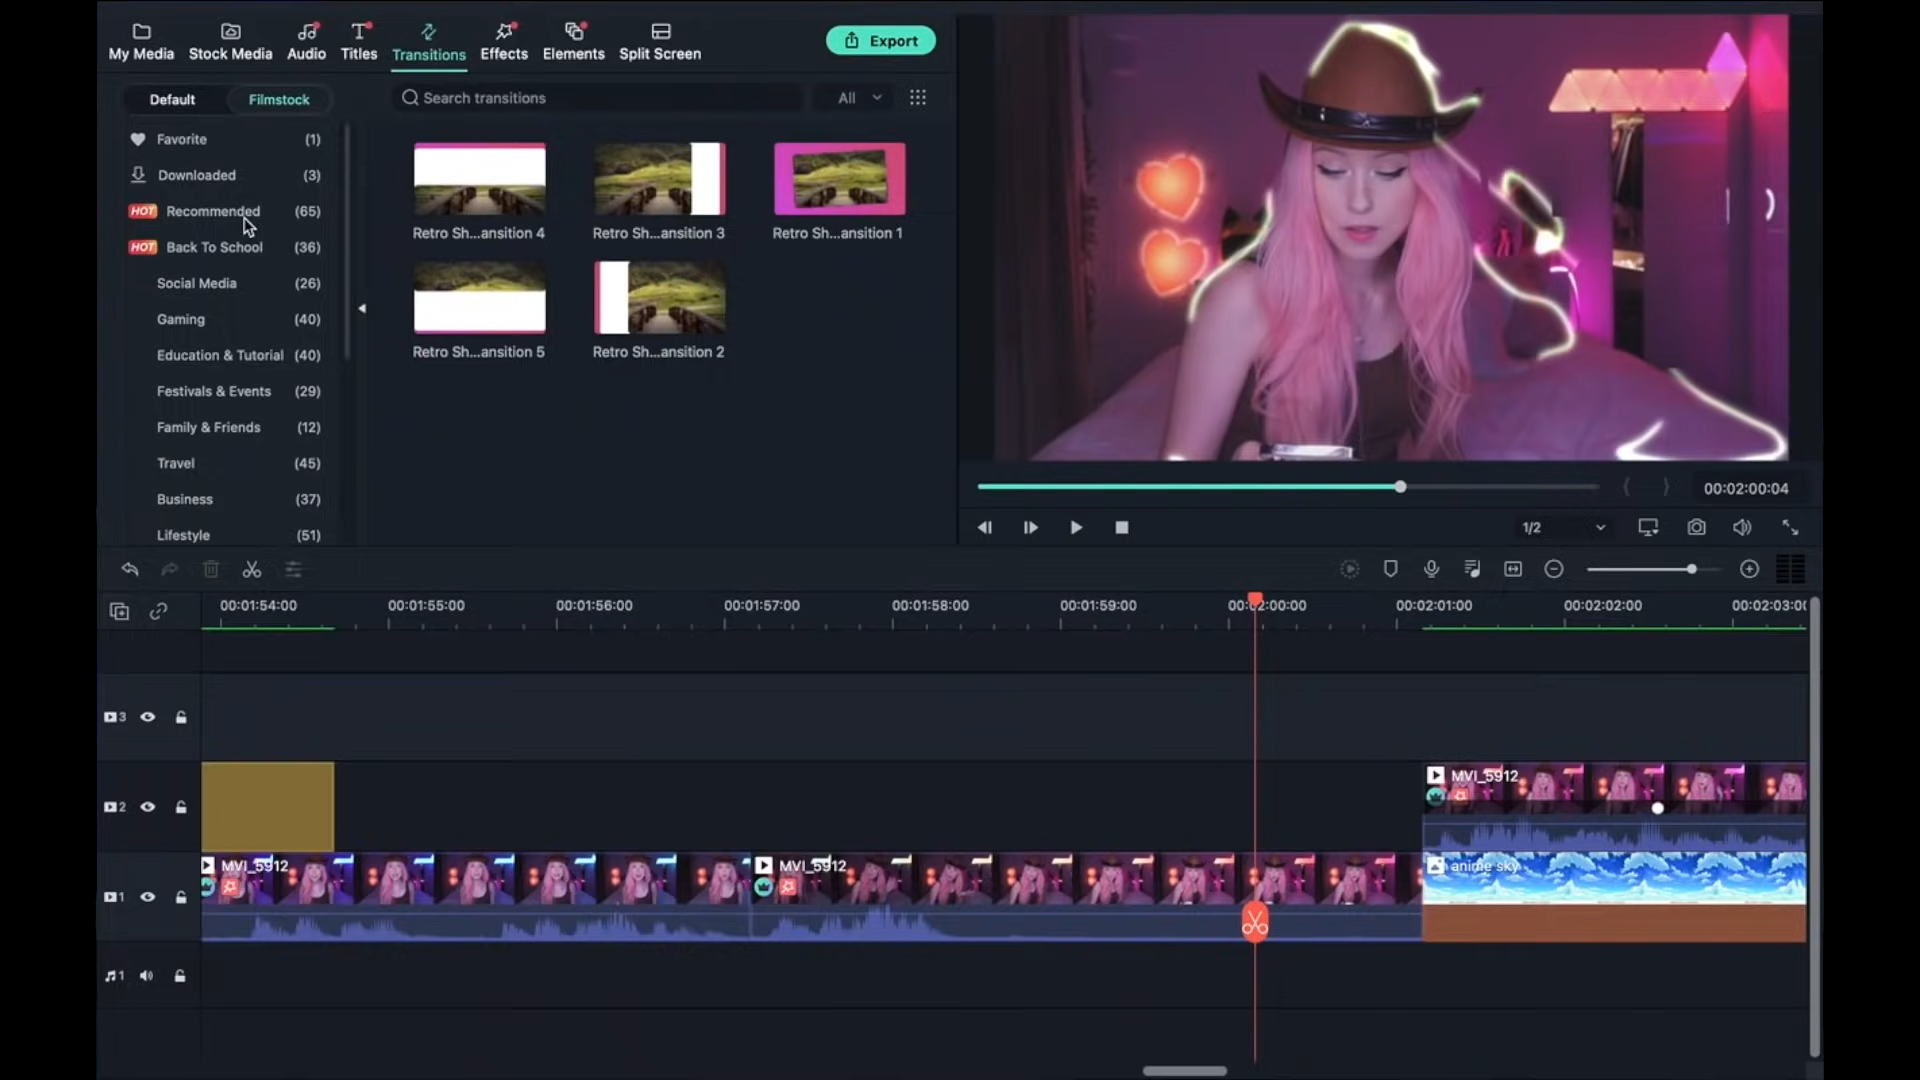 My Media Stock Media Audio Titles Transitions Effects Elements Split Screen Export
Default Filmstock Search transitions All
Favorite (1)
Downloaded (3)
HOT Recommended (65)
HOT Back To School (36)
Social Media (26)
Gaming (40)
Education & Tutorial (40)
Festivals & Events (29)
Family & Friends (12)
Travel (45)
Business (37)
Lifestyle (51)
Retro Sh...ansition 4 Retro Sh...ansition 3 Retro Sh...ansition 1
Retro Sh...ansition 5 Retro Sh...ansition 2
00:02:00:04
1/2
00:01:54:00 00:01:55:00 00:01:56:00 00:01:57:00 00:01:58:00 00:01:59:00 00:02:00:00 00:02:01:00 00:02:02:00 00:02:03:0
3
2 MVI_5912
1 MVI_5912 MVI_5912 anime sky
1